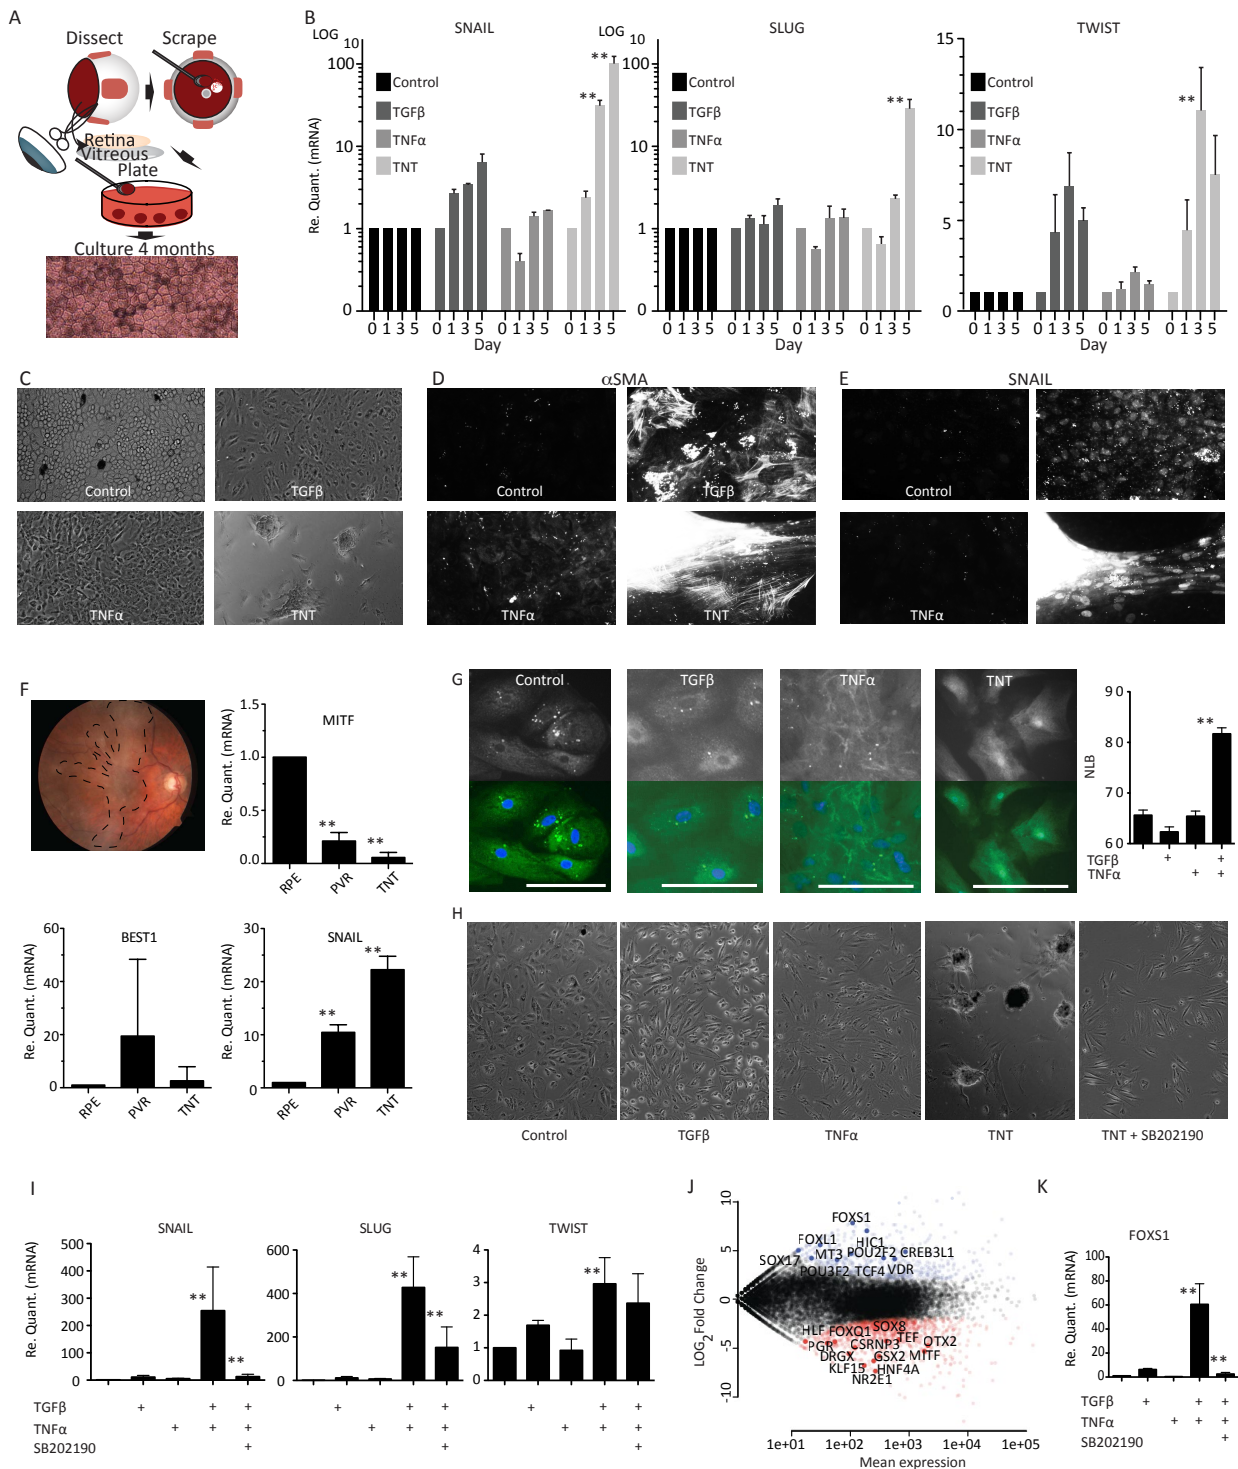 A
Dissect
Scrape
Retina
Vitreous
Plate
Culture 4 months
B
LOG
SNAIL
Re. Quant. (mRNA)
10
100
10
1
0
Control
TGFβ
TNFα
TNT
**
**
0 1 3 5 0 1 3 5 0 1 3 5 0 1 3 5
Day
LOG
SLUG
10
100
10
1
0
Control
TGFβ
TNFα
TNT
**
0 1 3 5 0 1 3 5 0 1 3 5 0 1 3 5
Day
TWIST
15
10
5
0
Control
TGFβ
TNFα
TNT
**
0 1 3 5 0 1 3 5 0 1 3 5 0 1 3 5
Day
C
Control
TGFβ
TNFα
TNT
D
αSMA
Control
TGFβ
TNFα
TNT
E
SNAIL
Control
TNFα
F
MITF
Re. Quant. (mRNA)
1.5
1.0
0.5
0.0
**
**
RPE PVR TNT
BEST1
Re. Quant. (mRNA)
60
40
20
0
RPE PVR TNT
SNAIL
Re. Quant. (mRNA)
30
20
10
0
**
**
RPE PVR TNT
G
Control
TGFβ
TNFα
TNT
NLB
90
80
60
60
**
TGFβ + +
TNFα + +
H
Control
TGFβ
TNFα
TNT
TNT + SB202190
I
SNAIL
Re. Quant. (mRNA)
500
400
300
200
100
0
**
**
SLUG
600
400
200
0
**
**
TWIST
4
3
2
1
0
**
TGFβ + + + + + + + + +
TNFα + + + + + + + + +
SB202190 + + +
J
LOG2 Fold Change
10
5
0
-5
-10
FOXS1
FOXL1
HIC1
SOX17
MT3
POU2F2
CREB3L1
POU3F2
TCF4
VDR
HLF
FOXQ1
SOX8
PGR
CSRNP3
TEF
OTX2
DRGX
GSX2
MITF
KLF15
HNF4A
NR2E1
1e+01 1e+02 1e+03 1e+04 1e+05
Mean expression
K
FOXS1
Re. Quant. (mRNA)
100
80
60
40
20
0
**
**
TGFβ + + +
TNFα + + +
SB202190 +